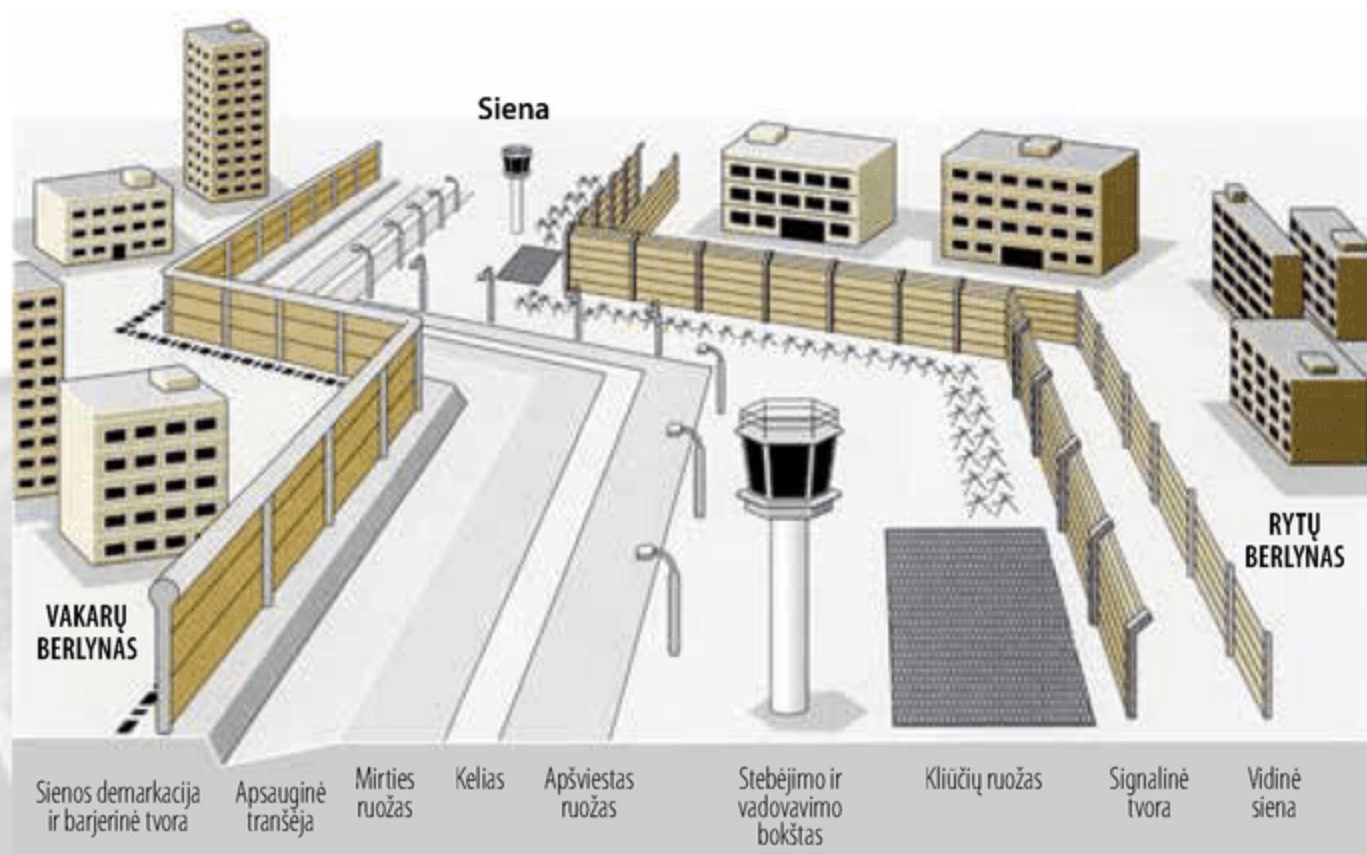 Siena
VAKARŲ
BERLYNAS
RYTŲ
BERLYNAS
Sienos demarkacija
ir barjerinė tvora
Apsauginė
tranšėja
Mirties
ruožas
Kelias
Apšviestas
ruožas
Stebėjimo ir
vadovavimo
bokštas
Kliūčių ruožas
Signalinė
tvora
Vidinė
siena